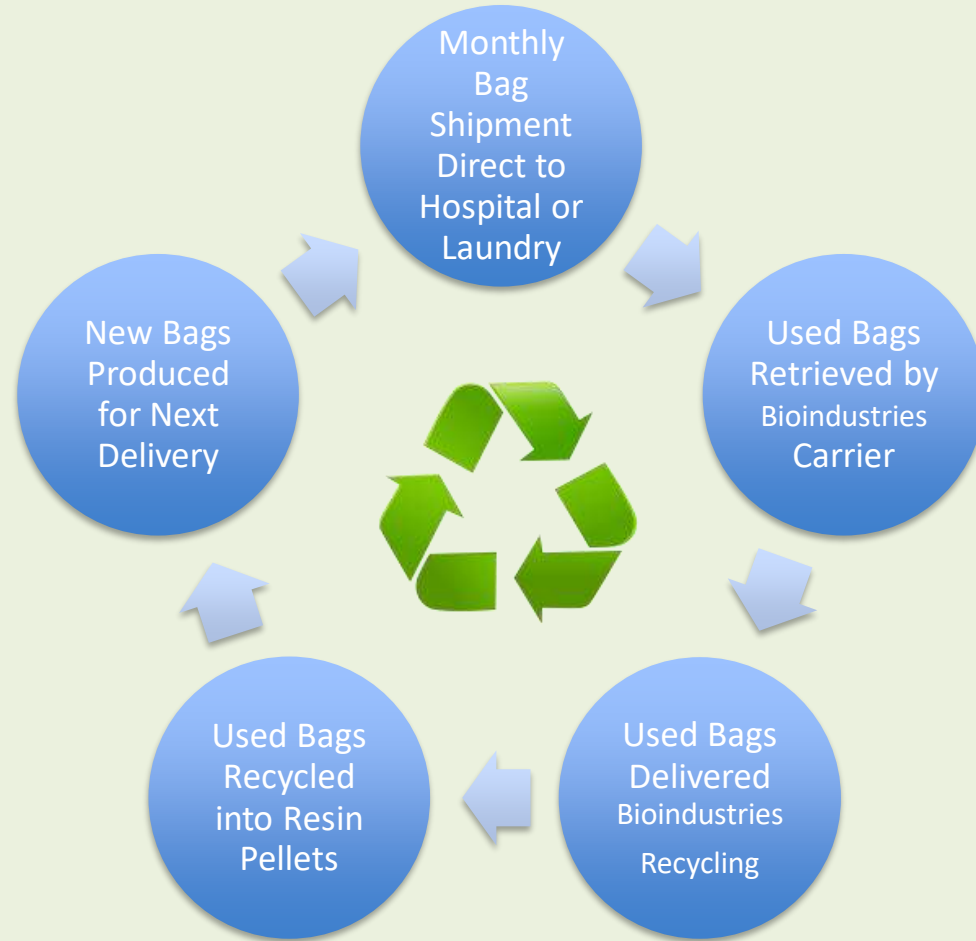 Monthly
Bag
Shipment
Direct to
Hospital or
Laundry
Used Bags
Retrieved by
Bioindustries
Carrier
Used Bags
Delivered
Bioindustries
Recycling
Used Bags
Recycled
into Resin
Pellets
New Bags
Produced
for Next
Delivery